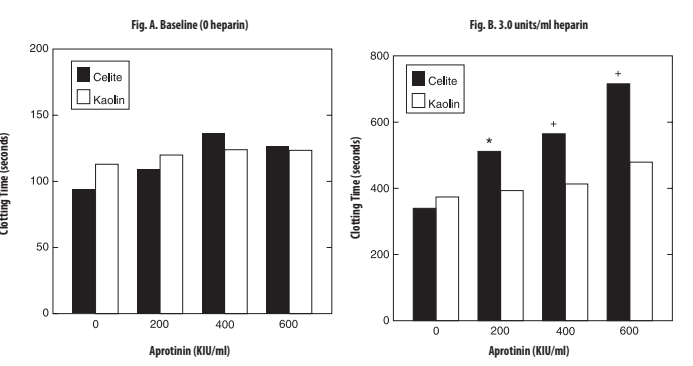 Fig. A. Baseline (0 heparin)
200
150
100
50
0
Clotting Time (seconds)
Celite
Kaolin
0 200 400 600
Aprotinin (KIU/ml)
Fig. B. 3.0 units/ml heparin
800
600
400
200
0
Clotting Time (seconds)
Celite
Kaolin
*
+
+
0 200 400 600
Aprotinin (KIU/ml)